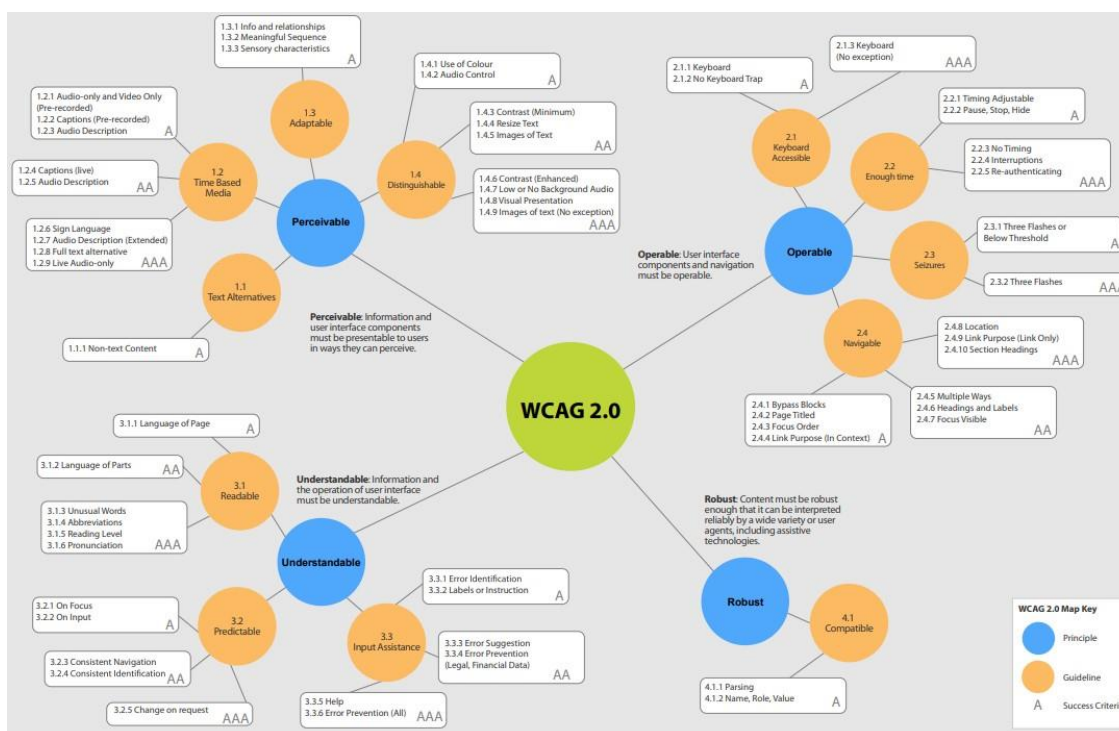 1.3.1 Info and relationships
1.3.2 Meaningful Sequence
1.3.3 Sensory characteristics
A
1.4.1 Use of Colour
1.4.2 Audio Control
A
1.2.1 Audio-only and Video Only
(Pre-recorded)
1.2.2 Captions (Pre-recorded)
1.2.3 Audio Description
A
1.3
Adaptable
1.4.3 Contrast (Minimum)
1.4.4 Resize Text
1.4.5 Images of Text
AA
1.2.4 Captions (live)
1.2.5 Audio Description
AA
1.2
Time Based
Media
1.4
Distinguishable
1.4.6 Contrast (Enhanced)
1.4.7 Low or No Background Audio
1.4.8 Visual Presentation
1.4.9 Images of text (No exception)
AAA
Perceivable
1.2.6 Sign Language
1.2.7 Audio Description (Extended)
1.2.8 Full text alternative
1.2.9 Live Audio-only
AAA
1.1
Text Alternatives
1.1.1 Non-text Content
A
Perceivable: Information and
user interface components
must be presentable to users
in ways they can perceive.
2.1.3 Keyboard
(No exception)
AAA
2.1.1 Keyboard
2.1.2 No Keyboard Trap
A
2.1
Keyboard
Accessible
2.2.1 Timing Adjustable
2.2.2 Pause, Stop, Hide
A
2.2
Enough time
2.2.3 No Timing
2.2.4 Interruptions
2.2.5 Re-authenticating
AAA
Operable
Operable: User interface
components and navigation
must be operable.
2.3
Seizures
2.3.1 Three Flashes or
Below Threshold
A
2.3.2 Three Flashes
AAA
2.4
Navigable
2.4.8 Location
2.4.9 Link Purpose (Link Only)
2.4.10 Section Headings
AAA
2.4.1 Bypass Blocks
2.4.2 Page Titled
2.4.3 Focus Order
2.4.4 Link Purpose (In Context)
A
2.4.5 Multiple Ways
2.4.6 Headings and Labels
2.4.7 Focus Visible
AA
WCAG 2.0
3.1.1 Language of Page
A
3.1.2 Language of Parts
AA
3.1
Readable
3.1.3 Unusual Words
3.1.4 Abbreviations
3.1.5 Reading Level
3.1.6 Pronunciation
AAA
Understandable: Information and
the operation of user interface
must be understandable.
Understandable
3.2.1 On Focus
3.2.2 On Input
A
3.2
Predictable
3.2.3 Consistent Navigation
3.2.4 Consistent Identification
AA
3.2.5 Change on request
AAA
3.3.1 Error Identification
3.3.2 Labels or Instruction
A
3.3
Input Assistance
3.3.3 Error Suggestion
3.3.4 Error Prevention
(Legal, Financial Data)
AA
3.3.5 Help
3.3.6 Error Prevention (All)
AAA
Robust: Content must be robust
enough that it can be interpreted
reliably by a wide variety or user
agents, including assistive
technologies.
Robust
4.1
Compatible
4.1.1 Parsing
4.1.2 Name, Role, Value
A
WCAG 2.0 Map Key
Principle
Guideline
A Success Criteri